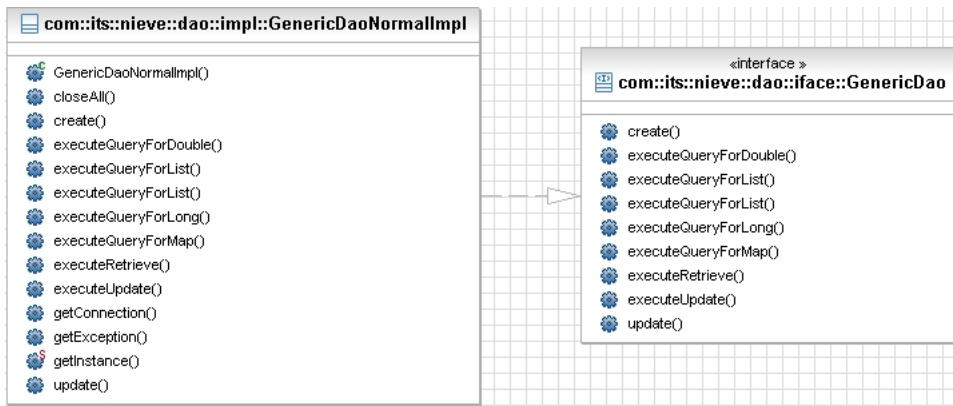 com::its::nieve::dao::impl::GenericDaoNormalImpl
GenericDaoNormalImpl()
closeAll()
create()
executeQueryForDouble()
executeQueryForList()
executeQueryForList()
executeQueryForLong()
executeQueryForMap()
executeRetrieve()
executeUpdate()
getConnection()
getException()
getInstance()
update()
«interface »
com::its::nieve::dao::iface::GenericDao
create()
executeQueryForDouble()
executeQueryForList()
executeQueryForList()
executeQueryForLong()
executeQueryForMap()
executeRetrieve()
executeUpdate()
update()